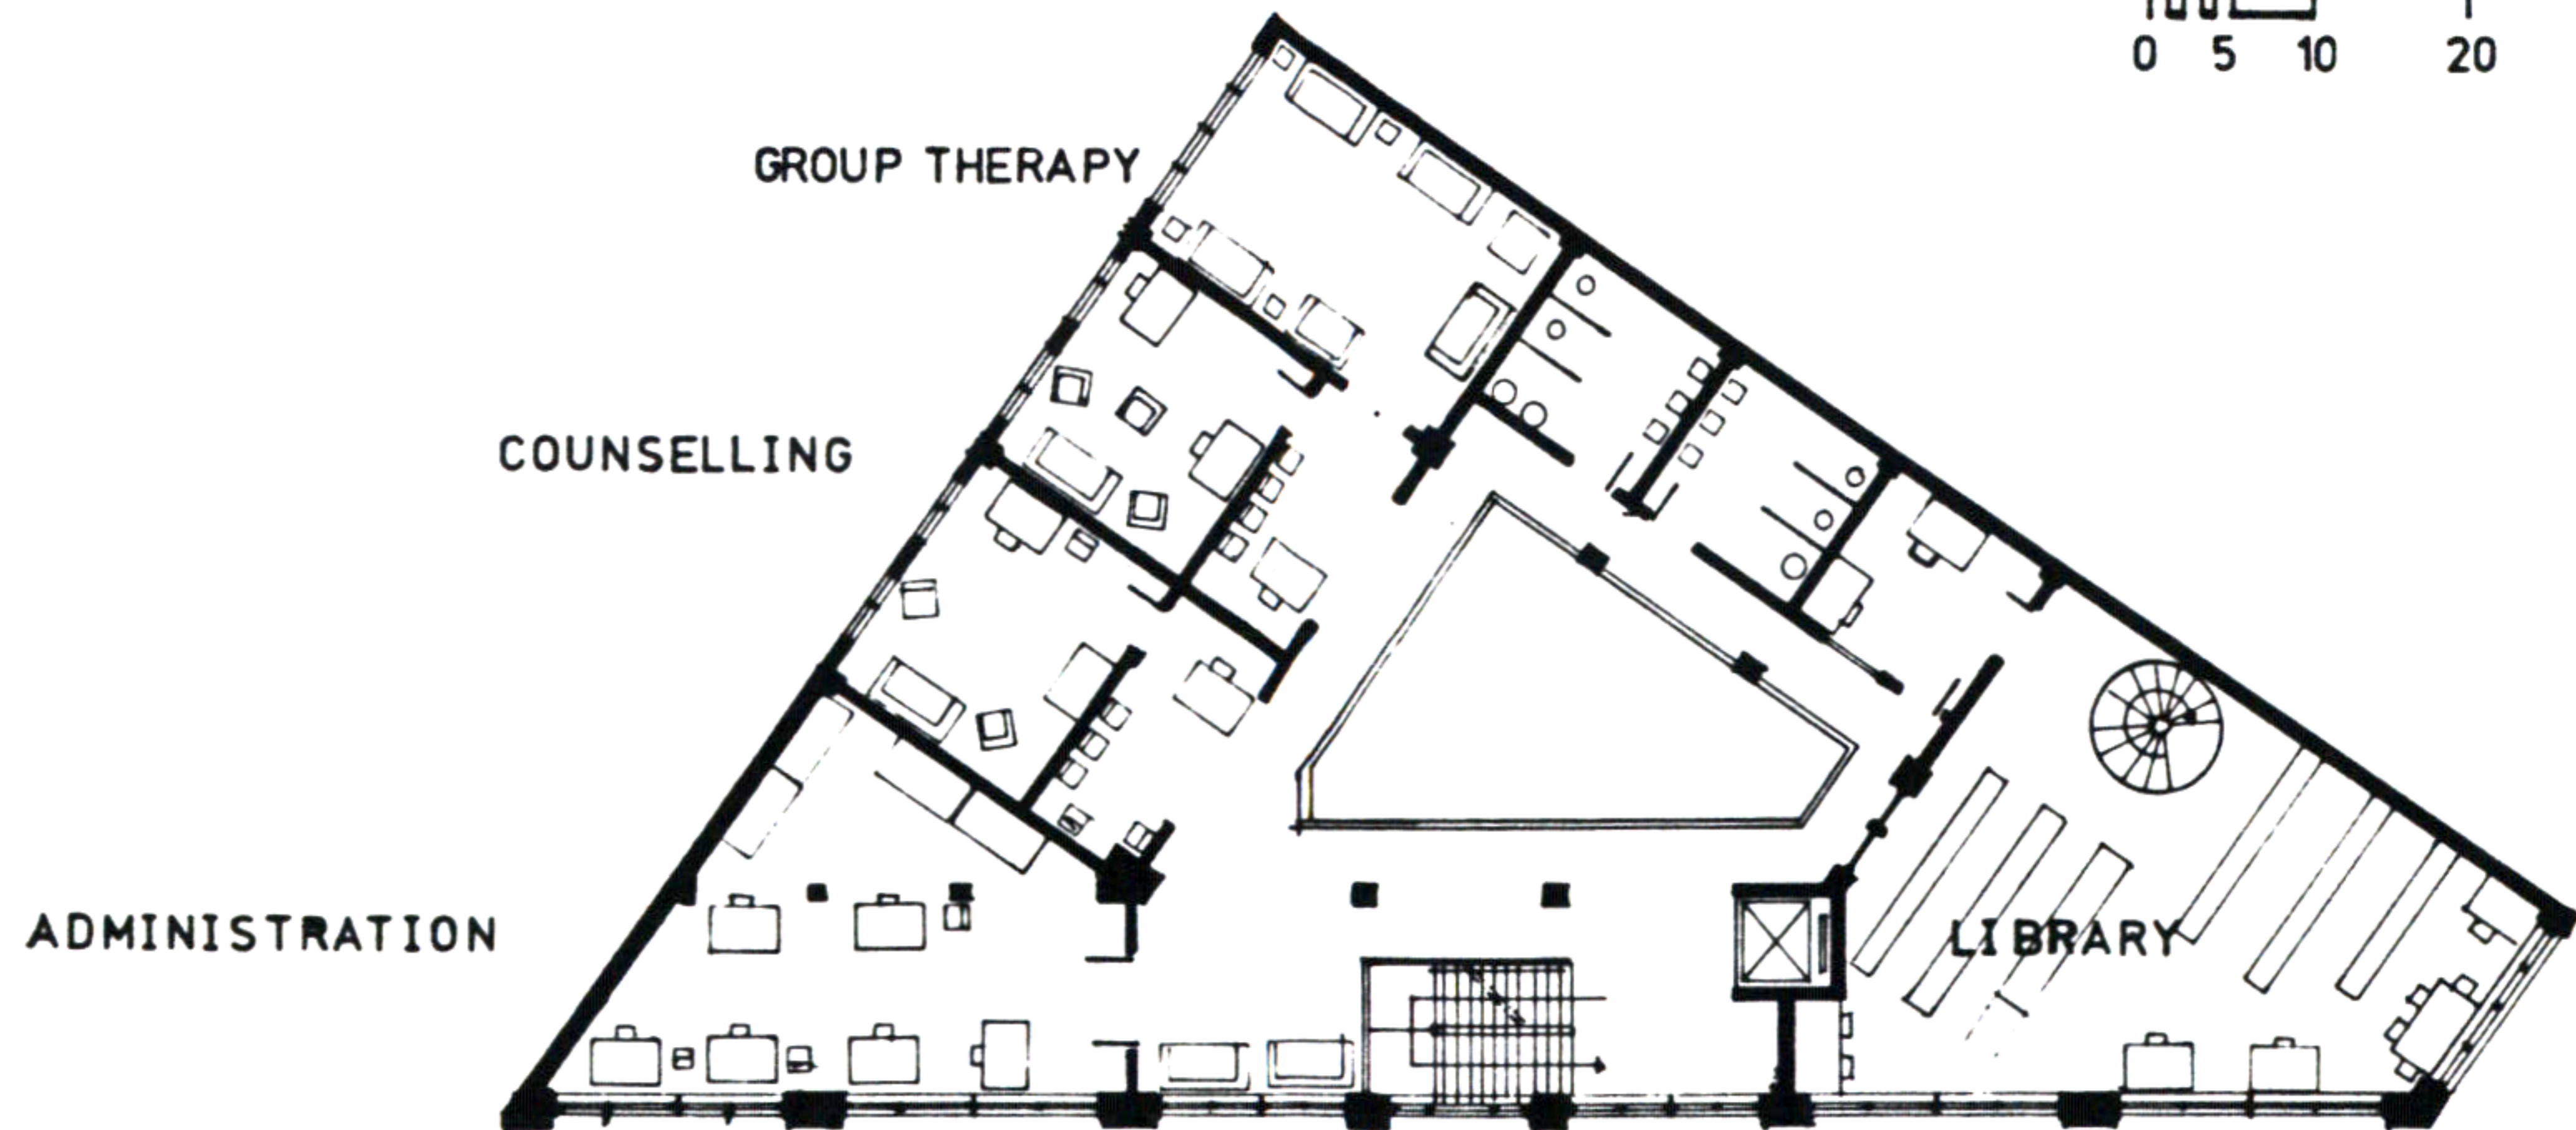 0 5 10 20
GROUP THERAPY
COUNSELLING
ADMINISTRATION
LIBRARY